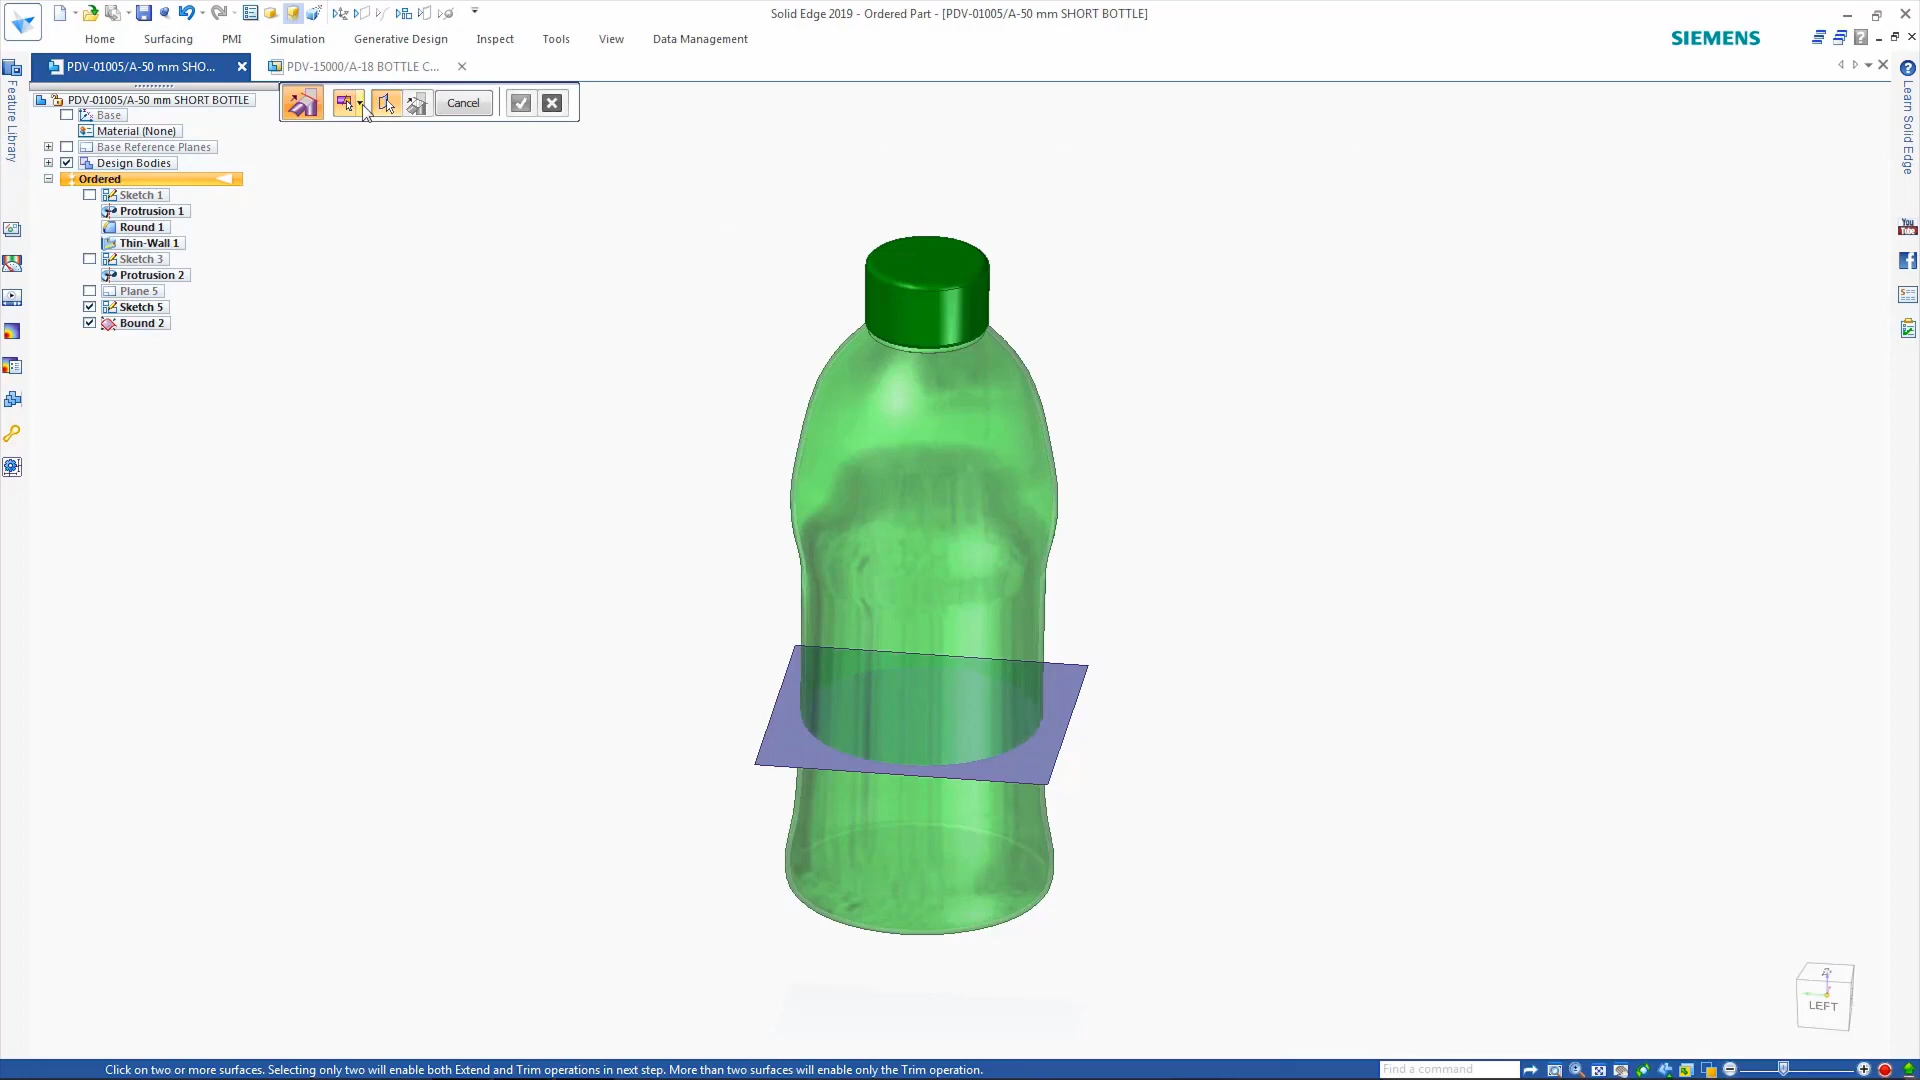 Solid Edge 2019 - Ordered Part - [PDV-01005/A-50 mm SHORT BOTTLE]
Home
Surfacing
PMI
Simulation
Generative Design
Inspect
Tools
View
Data Management
SIEMENS
PDV-01005/A-50 mm SHO...
PDV-15000/A-18 BOTTLE C...
Feature Library
PDV-01005/A-50 mm SHORT BOTTLE
Cancel
Base
Material (None)
Base Reference Planes
Design Bodies
Ordered
Sketch 1
Protrusion 1
Round 1
Thin-Wall 1
Sketch 3
Protrusion 2
Plane 5
Sketch 5
Bound 2
Learn Solid Edge
You
Tube
LEFT
Click on two or more surfaces. Selecting only two will enable both Extend and Trim operations in next step. More than two surfaces will enable only the Trim operation.
Find a command